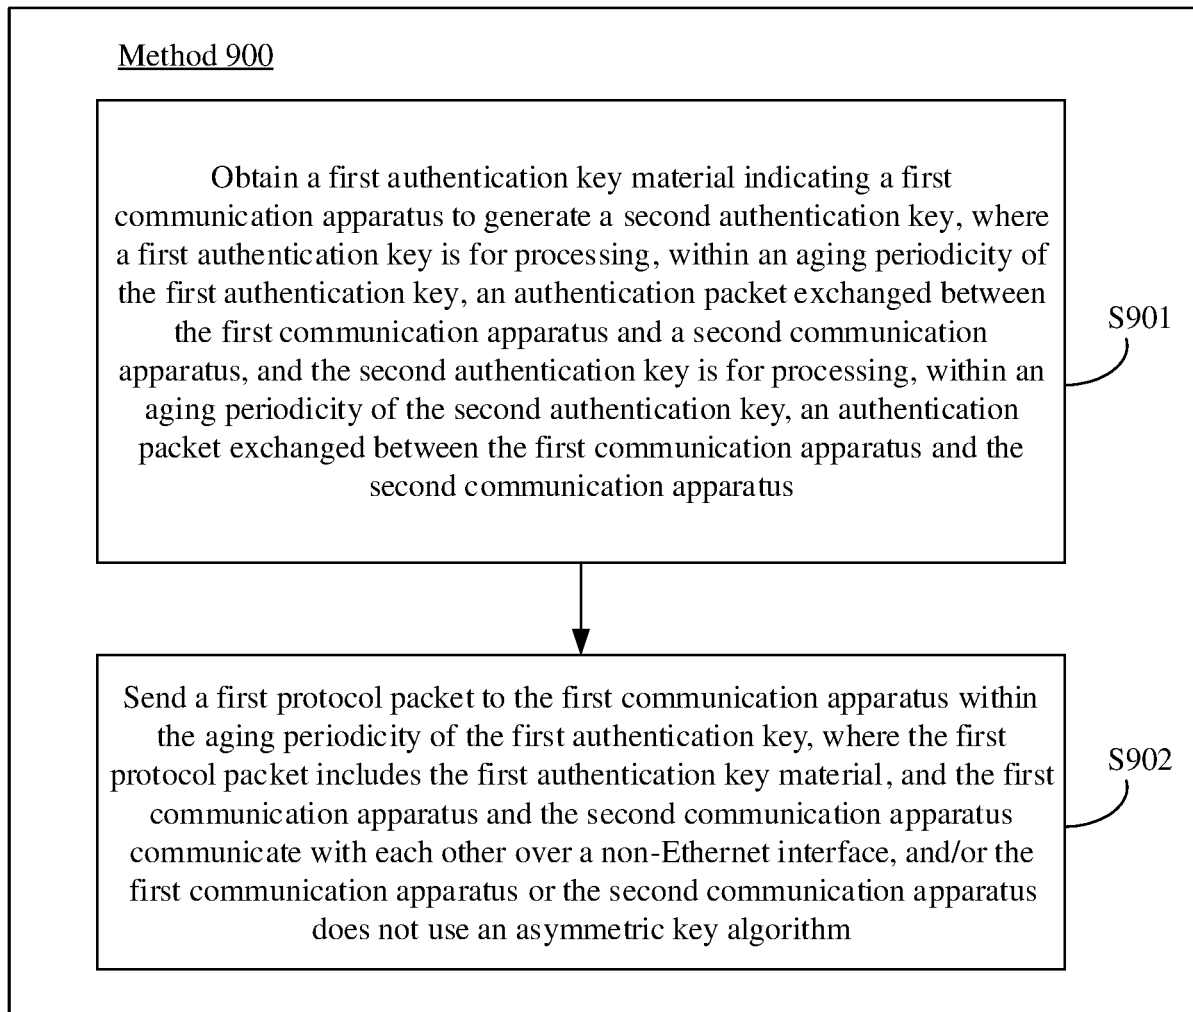 Method 900
Obtain a first authentication key material indicating a first
communication apparatus to generate a second authentication key, where
a first authentication key is for processing, within an aging periodicity of
the first authentication key, an authentication packet exchanged between
the first communication apparatus and a second communication
apparatus, and the second authentication key is for processing, within an
aging periodicity of the second authentication key, an authentication
packet exchanged between the first communication apparatus and the
second communication apparatus
S901
Send a first protocol packet to the first communication apparatus within
the aging periodicity of the first authentication key, where the first
protocol packet includes the first authentication key material, and the first
communication apparatus and the second communication apparatus
communicate with each other over a non-Ethernet interface, and/or the
first communication apparatus or the second communication apparatus
does not use an asymmetric key algorithm
S902